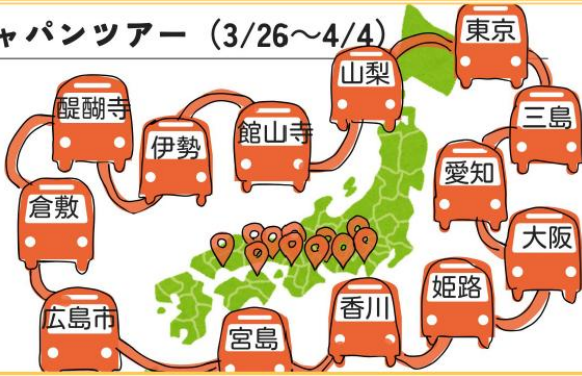 ャパンツアー（3/26～4/4）
東京
山梨
三島
醍醐寺
伊勢
館山寺
愛知
倉敷
大阪
姫路
香川
広島市
宮島